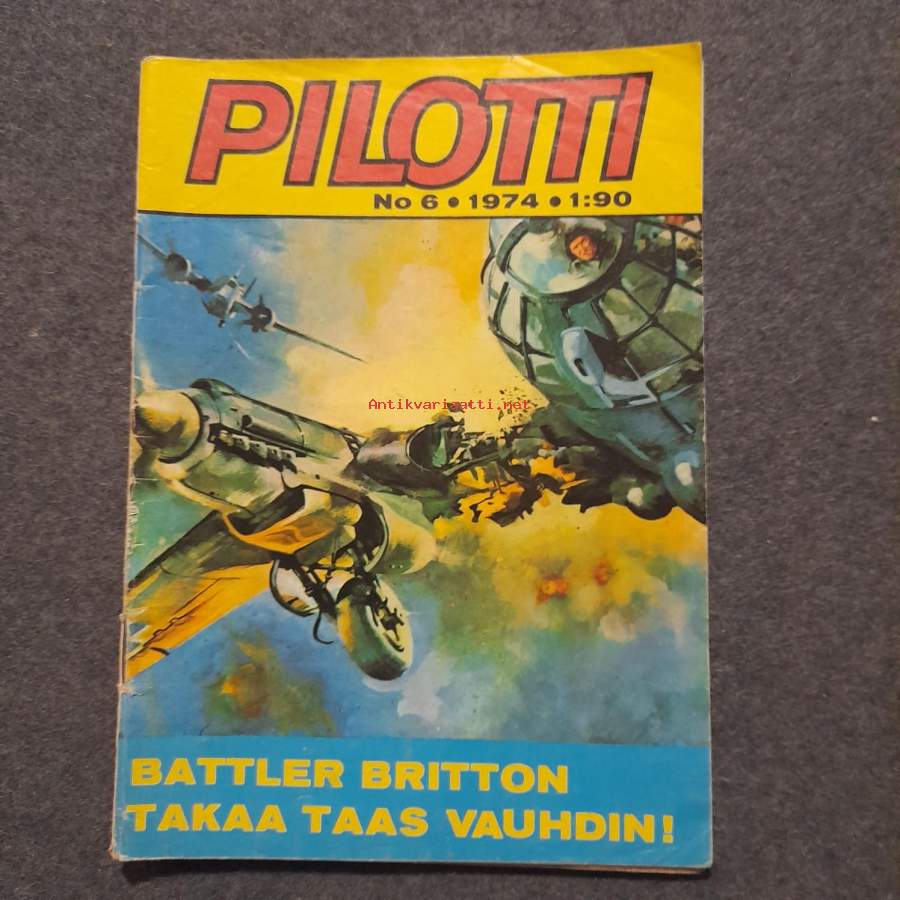 PILOTTI
No 6 • 1974 • 1:90
Antikvariaatti.net
BATTLER BRITTON
TAKAA TAAS VAUHDIN!